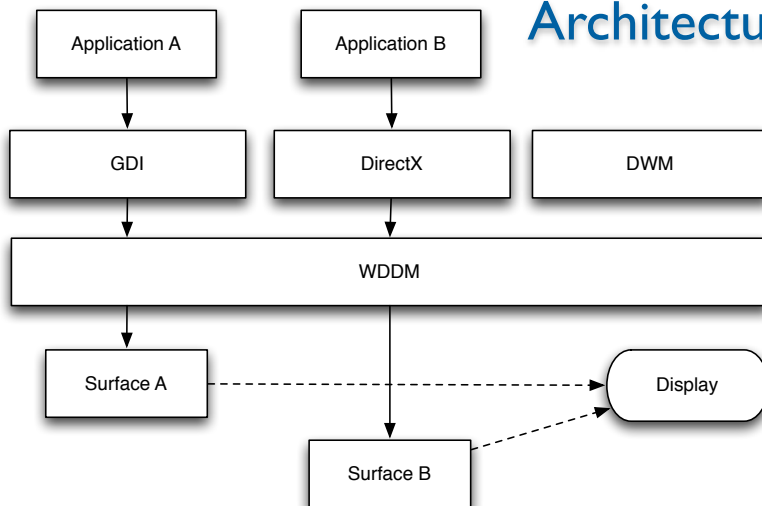 Architectu
Application A
Application B
GDI
DirectX
DWM
WDDM
Surface A
Display
Surface B